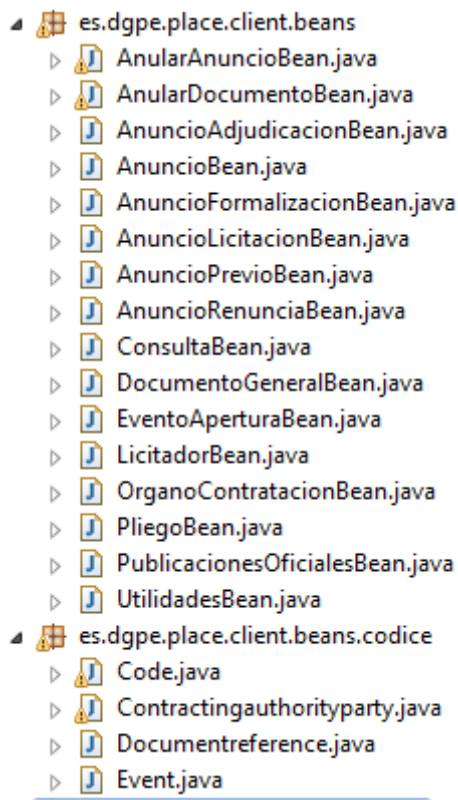 es.dgpe.place.client.beans
AnularAnuncioBean.java
AnularDocumentoBean.java
AnuncioAdjudicacionBean.java
AnuncioBean.java
AnuncioFormalizacionBean.java
AnuncioLicitacionBean.java
AnuncioPrevioBean.java
AnuncioRenunciaBean.java
ConsultaBean.java
DocumentoGeneralBean.java
EventoAperturaBean.java
LicitadorBean.java
OrganoContratacionBean.java
PliegoBean.java
PublicacionesOficialesBean.java
UtilidadesBean.java
es.dgpe.place.client.beans.codice
Code.java
Contractingauthorityparty.java
Documentreference.java
Event.java